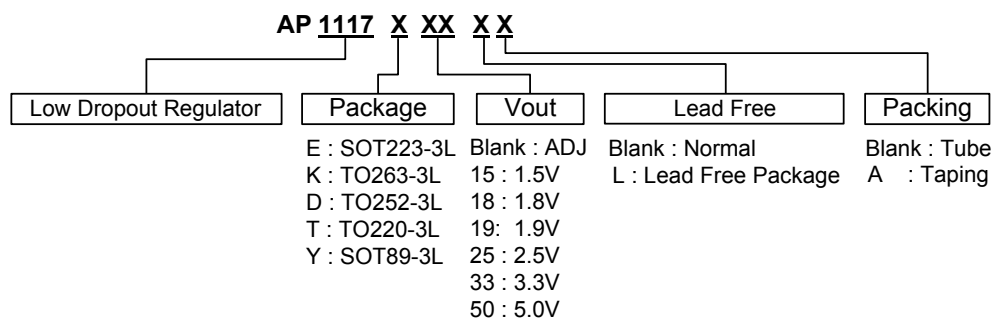 AP 1117 X XX X X
Low Dropout Regulator
Package
Vout
Lead Free
Packing
E : SOT223-3L
K : TO263-3L
D : TO252-3L
T : TO220-3L
Y : SOT89-3L
Blank : ADJ
15 : 1.5V
18 : 1.8V
19: 1.9V
25 : 2.5V
33 : 3.3V
50 : 5.0V
Blank : Normal
L : Lead Free Package
Blank : Tube
A : Taping